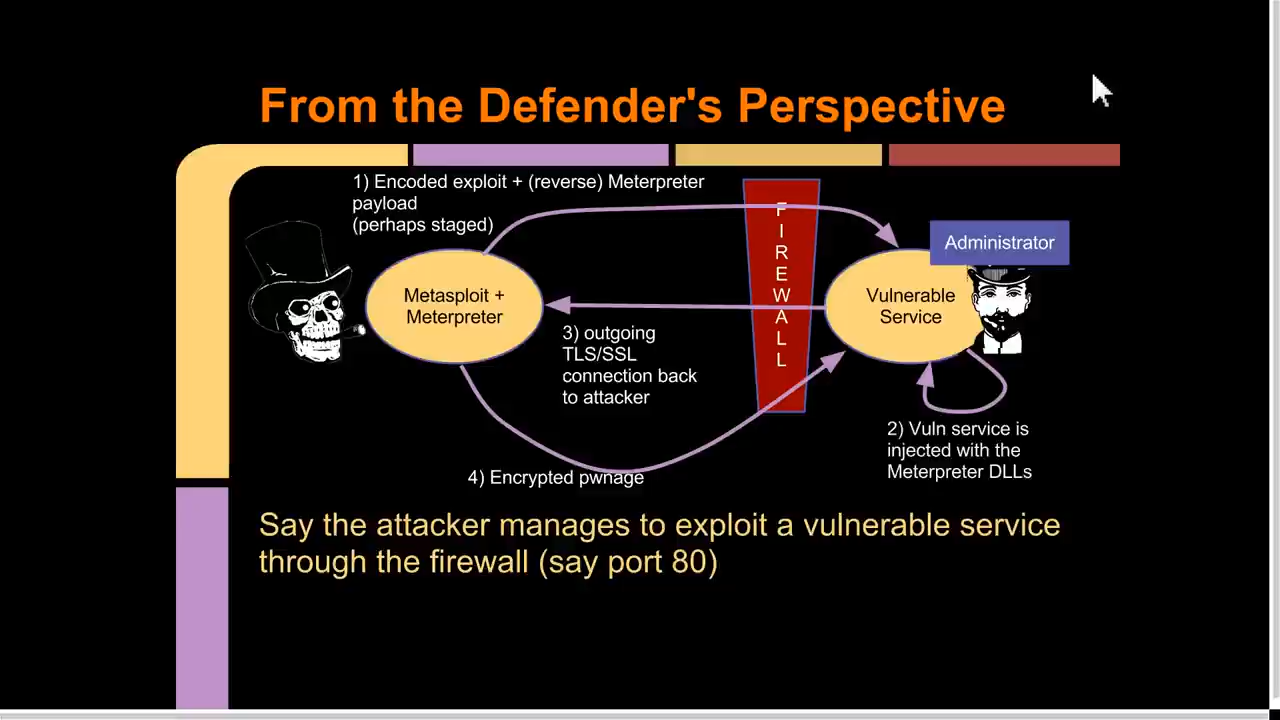 From the Defender's Perspective
1) Encoded exploit + (reverse) Meterpreter
payload
(perhaps staged)
F
I
R
E
W
A
L
L
Administrator
Metasploit +
Meterpreter
Vulnerable
Service
3) outgoing
TLS/SSL
connection back
to attacker
2) Vuln service is
injected with the
Meterpreter DLLs
4) Encrypted pwnage
Say the attacker manages to exploit a vulnerable service
through the firewall (say port 80)